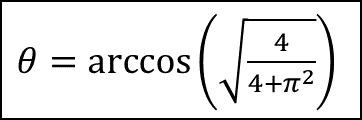 θ = arccos(√(4/(4+π²)))